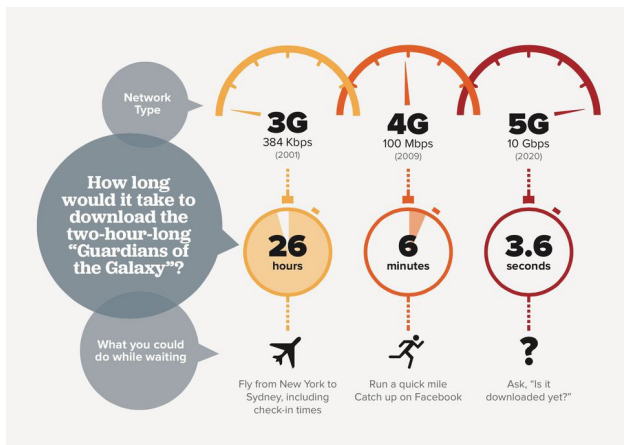 Network
Type
3G
384 Kbps
(2001)
4G
100 Mbps
(2009)
5G
10 Gbps
(2020)
How long
would it take to
download the
two-hour-long
“Guardians of
the Galaxy”?
26
hours
6
minutes
3.6
seconds
What you could
do while waiting
Fly from New York to
Sydney, including
check-in times
Run a quick mile
Catch up on Facebook
?
Ask, “Is it
downloaded yet?”